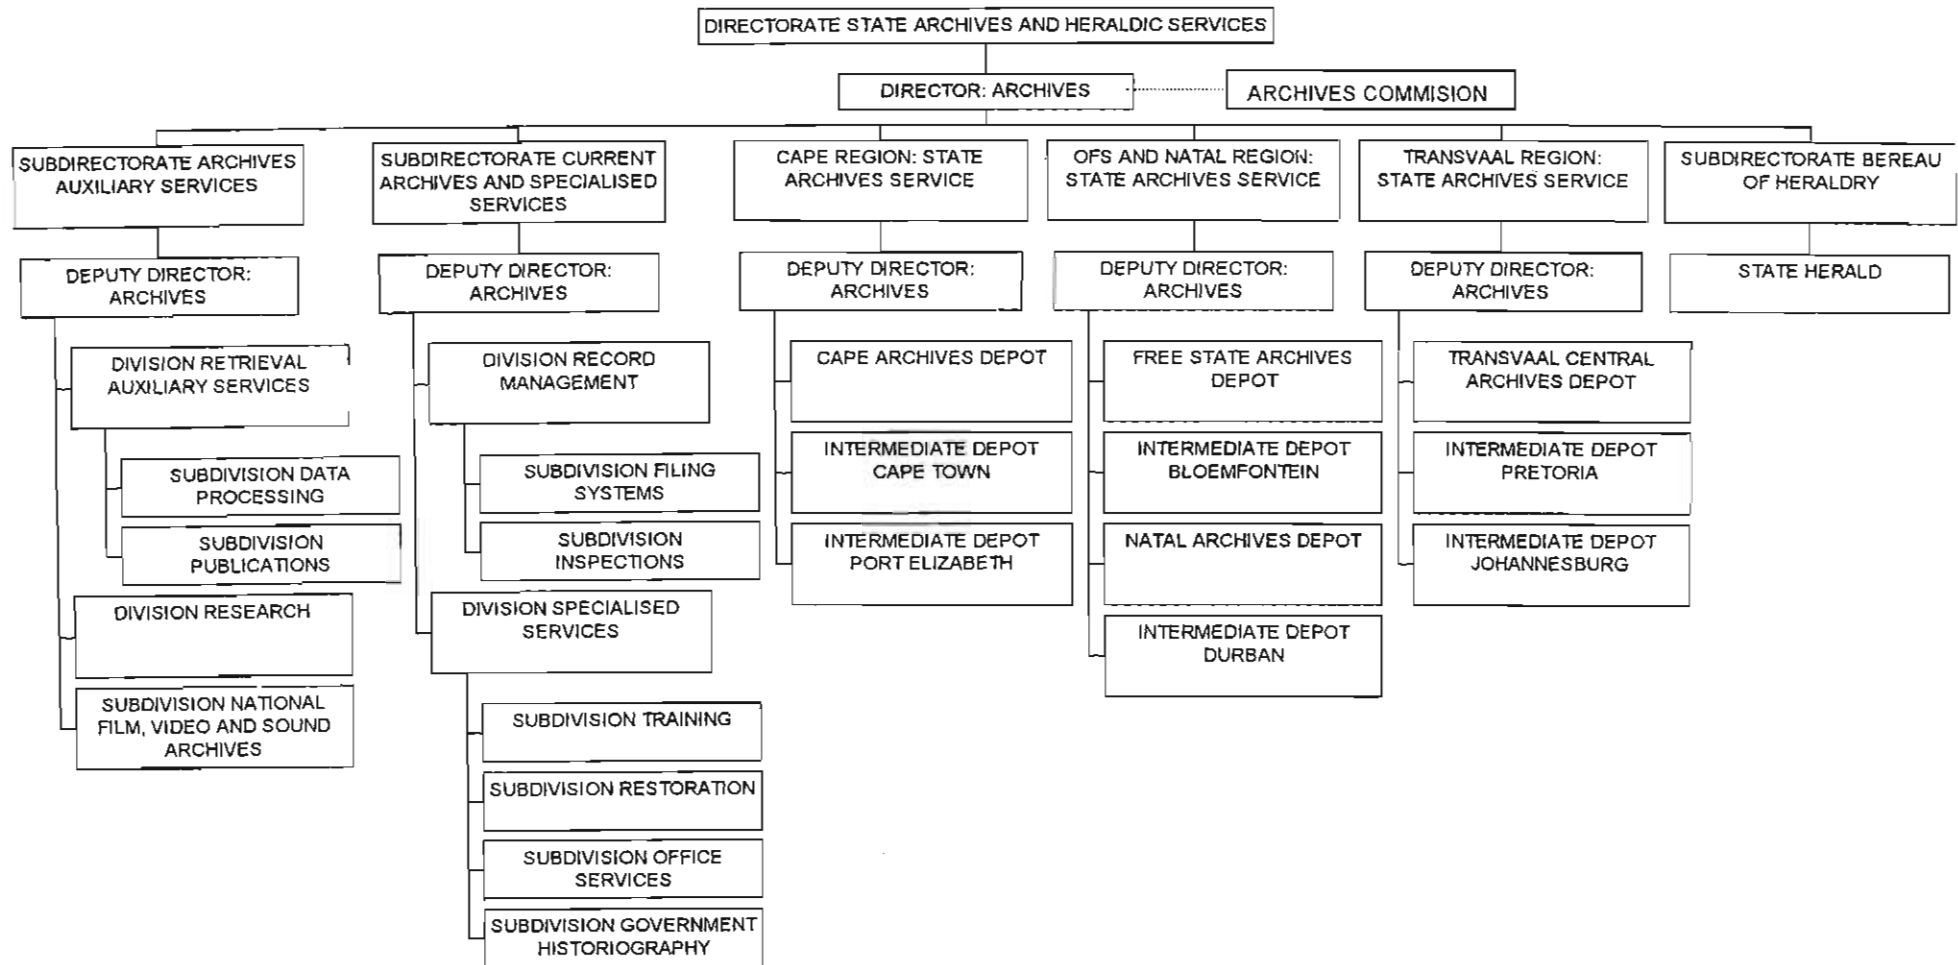 DIRECTORATE STATE ARCHIVES AND HERALDIC SERVICES
DIRECTOR: ARCHIVES
ARCHIVES COMMISION
SUBDIRECTORATE ARCHIVES
AUXILIARY SERVICES
DEPUTY DIRECTOR:
ARCHIVES
DIVISION RETRIEVAL
AUXILIARY SERVICES
SUBDIVISION DATA
PROCESSING
SUBDIVISION
PUBLICATIONS
DIVISION RESEARCH
SUBDIVISION NATIONAL
FILM, VIDEO AND SOUND
ARCHIVES
SUBDIRECTORATE CURRENT
ARCHIVES AND SPECIALISED
SERVICES
DEPUTY DIRECTOR:
ARCHIVES
DIVISION RECORD
MANAGEMENT
SUBDIVISION FILING
SYSTEMS
SUBDIVISION
INSPECTIONS
DIVISION SPECIALISED
SERVICES
SUBDIVISION TRAINING
SUBDIVISION RESTORATION
SUBDIVISION OFFICE
SERVICES
SUBDIVISION GOVERNMENT
HISTORIOGRAPHY
CAPE REGION: STATE
ARCHIVES SERVICE
DEPUTY DIRECTOR:
ARCHIVES
CAPE ARCHIVES DEPOT
INTERMEDIATE DEPOT
CAPE TOWN
INTERMEDIATE DEPOT
PORT ELIZABETH
OFS AND NATAL REGION:
STATE ARCHIVES SERVICE
DEPUTY DIRECTOR:
ARCHIVES
FREE STATE ARCHIVES
DEPOT
INTERMEDIATE DEPOT
BLOEMFONTEIN
NATAL ARCHIVES DEPOT
INTERMEDIATE DEPOT
DURBAN
TRANSVAAL REGION:
STATE ARCHIVES SERVICE
DEPUTY DIRECTOR:
ARCHIVES
TRANSVAAL CENTRAL
ARCHIVES DEPOT
INTERMEDIATE DEPOT
PRETORIA
INTERMEDIATE DEPOT
JOHANNESBURG
SUBDIRECTORATE BEREAU
OF HERALDRY
STATE HERALD